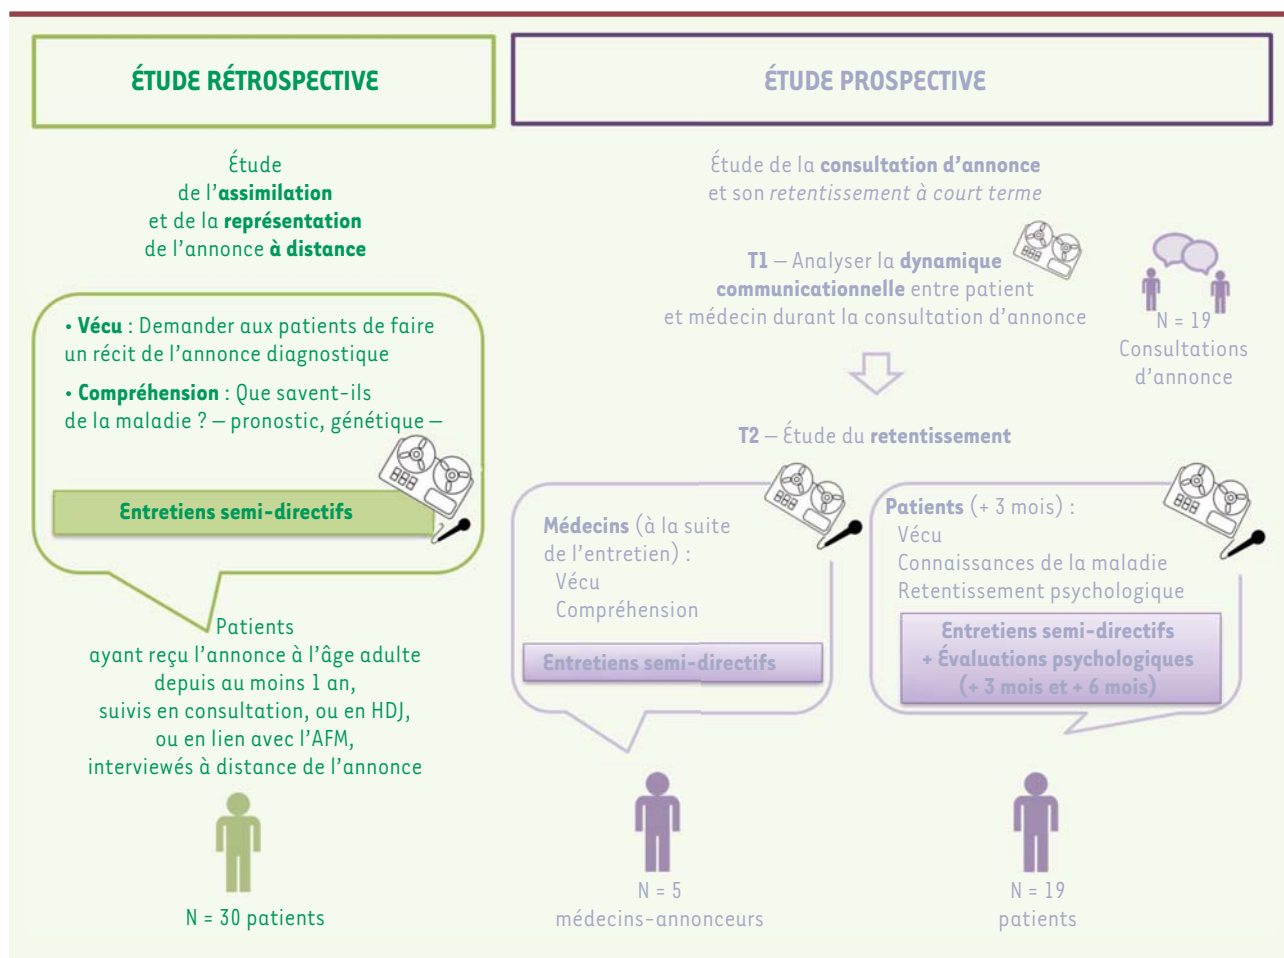 ÉTUDE RÉTROSPECTIVE
Étude
de l'assimilation
et de la représentation
de l'annonce à distance
• Vécu : Demander aux patients de faire
un récit de l'annonce diagnostique
• Compréhension : Que savent-ils
de la maladie ? – pronostic, génétique –
Entretiens semi-directifs
Patients
ayant reçu l'annonce à l'âge adulte
depuis au moins 1 an,
suivis en consultation, ou en HDJ,
ou en lien avec l'AFM,
interviewés à distance de l'annonce
N = 30 patients
ÉTUDE PROSPECTIVE
Étude de la consultation d'annonce
et son retentissement à court terme
T1 – Analyser la dynamique
communicationnelle entre patient
et médecin durant la consultation d'annonce
N = 19
Consultations
d'annonce
T2 – Étude du retentissement
Médecins (à la suite
de l'entretien) :
Vécu
Compréhension
Entretiens semi-directifs
N = 5
médecins-annonceurs
Patients (+ 3 mois) :
Vécu
Connaissances de la maladie
Retentissement psychologique
Entretiens semi-directifs
+ Évaluations psychologiques
(+ 3 mois et + 6 mois)
N = 19
patients